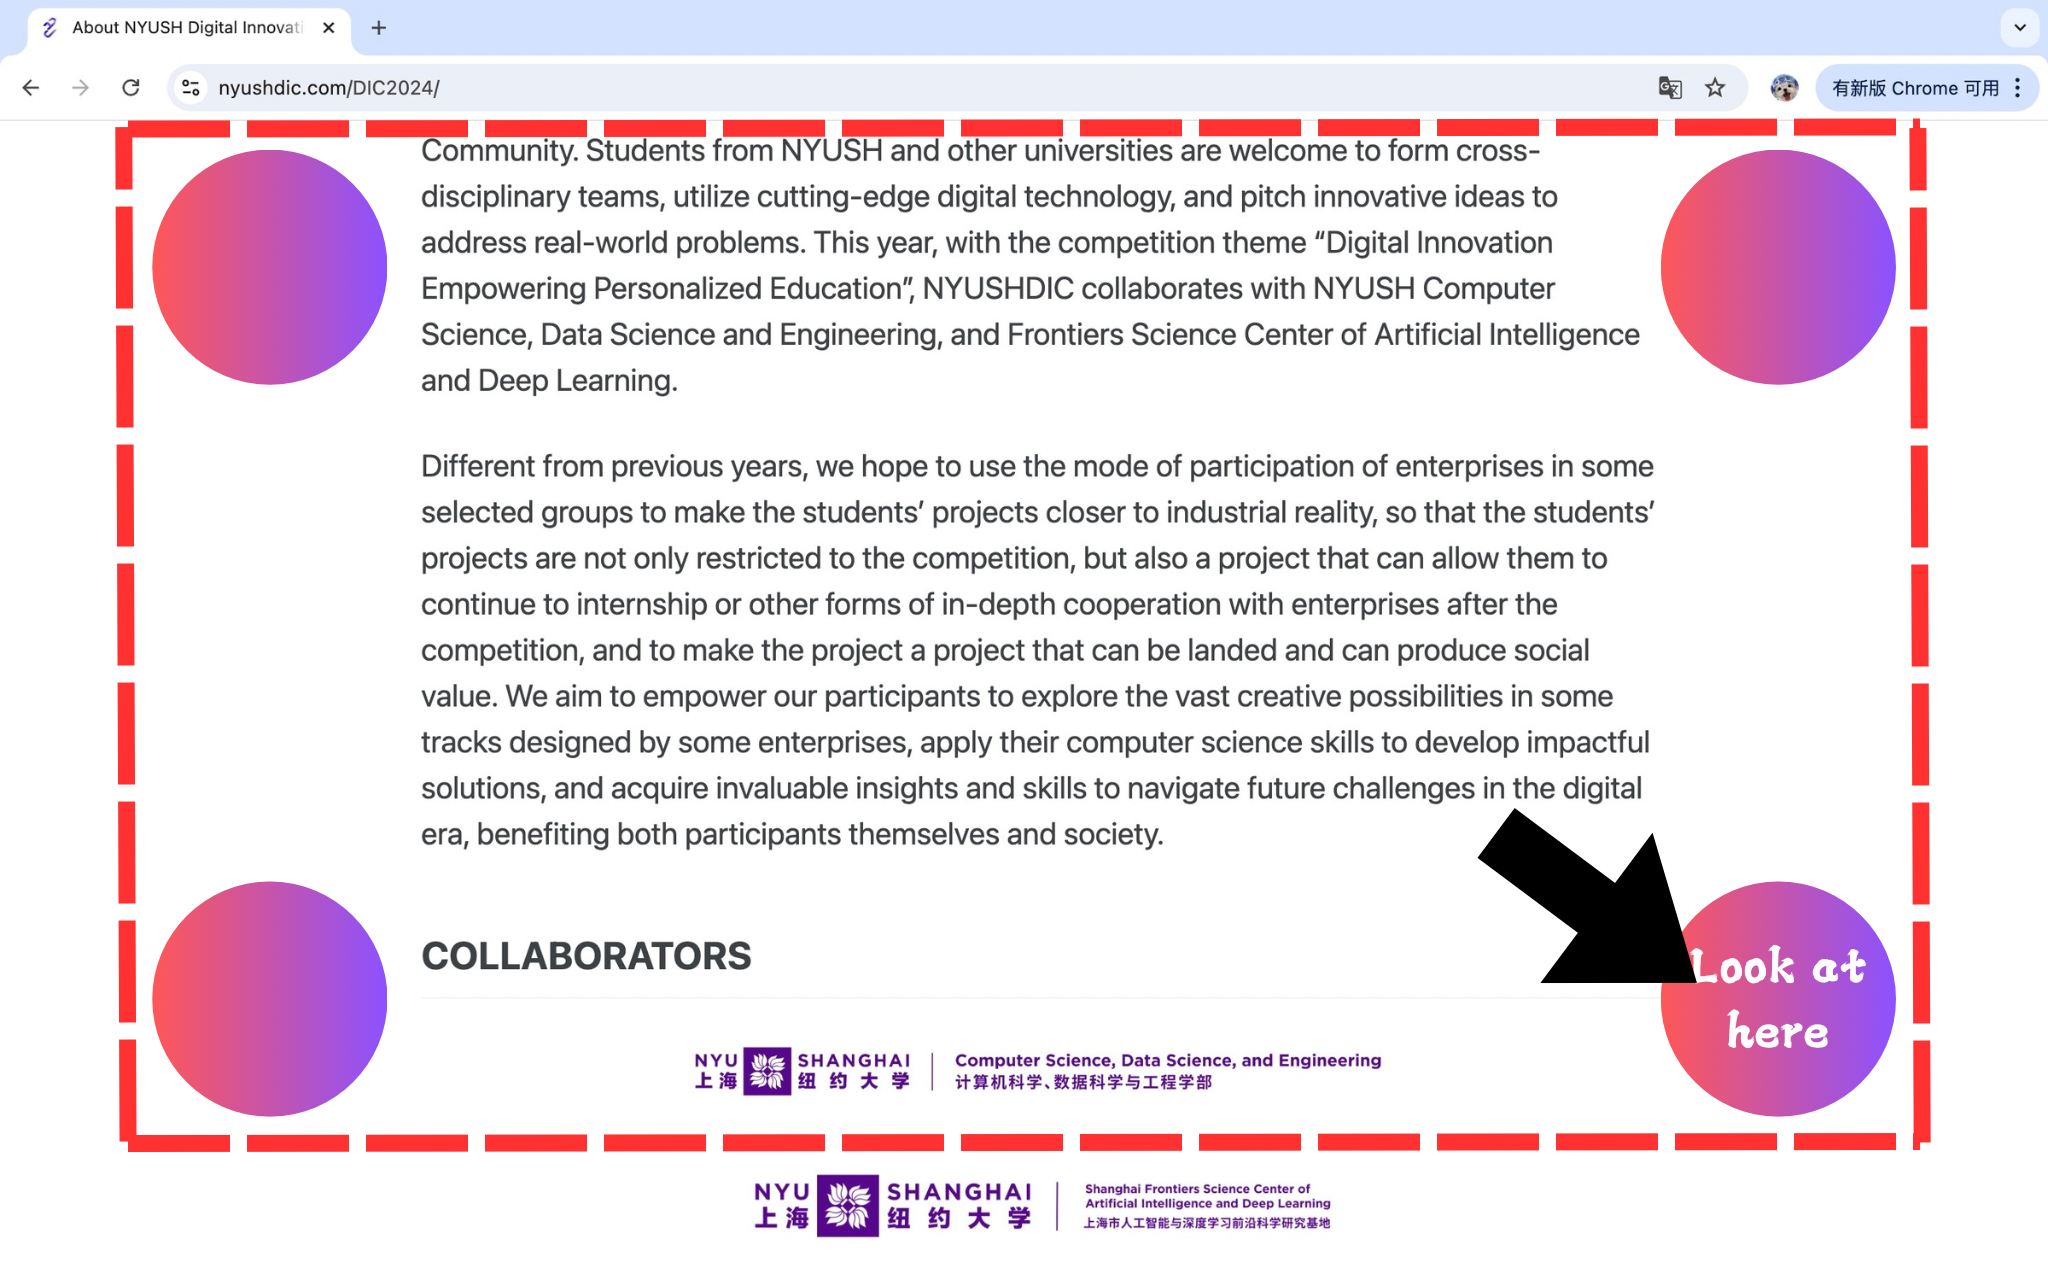 About NYUSH Digital Innovati
nyushdic.com/DIC2024/
有新版 Chrome 可用
Community. Students from NYUSH and other universities are welcome to form cross-
disciplinary teams, utilize cutting-edge digital technology, and pitch innovative ideas to
address real-world problems. This year, with the competition theme “Digital Innovation
Empowering Personalized Education”, NYUSHDIC collaborates with NYUSH Computer
Science, Data Science and Engineering, and Frontiers Science Center of Artificial Intelligence
and Deep Learning.
Different from previous years, we hope to use the mode of participation of enterprises in some
selected groups to make the students’ projects closer to industrial reality, so that the students’
projects are not only restricted to the competition, but also a project that can allow them to
continue to internship or other forms of in-depth cooperation with enterprises after the
competition, and to make the project a project that can be landed and can produce social
value. We aim to empower our participants to explore the vast creative possibilities in some
tracks designed by some enterprises, apply their computer science skills to develop impactful
solutions, and acquire invaluable insights and skills to navigate future challenges in the digital
era, benefiting both participants themselves and society.
COLLABORATORS
Look at
here
NYU SHANGHAI
上海 纽约大学
Computer Science, Data Science, and Engineering
计算机科学、数据科学与工程学部
NYU SHANGHAI
上海 纽约大学
Shanghai Frontiers Science Center of
Artificial Intelligence and Deep Learning
上海市人工智能与深度学习前沿科学研究基地